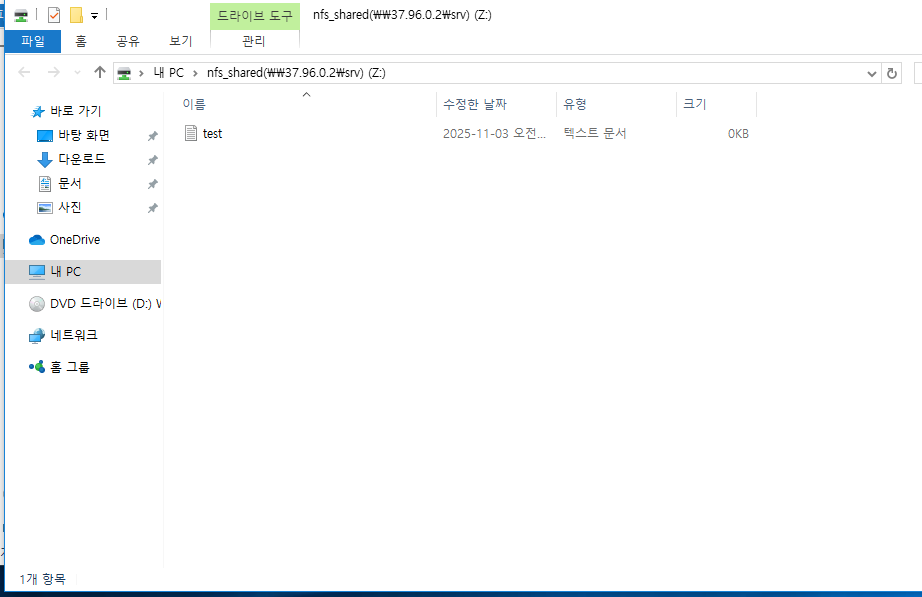 드라이브 도구 nfs_shared(₩₩37.96.0.2₩srv) (Z:)
파일 홈 공유 보기 관리
내 PC nfs_shared(₩₩37.96.0.2₩srv) (Z:)
이름 수정한 날짜 유형 크기
test 2025-11-03 오전... 텍스트 문서 0KB
바로 가기
바탕 화면
다운로드
문서
사진
OneDrive
내 PC
DVD 드라이브 (D:) W
네트워크
홈 그룹
1개 항목